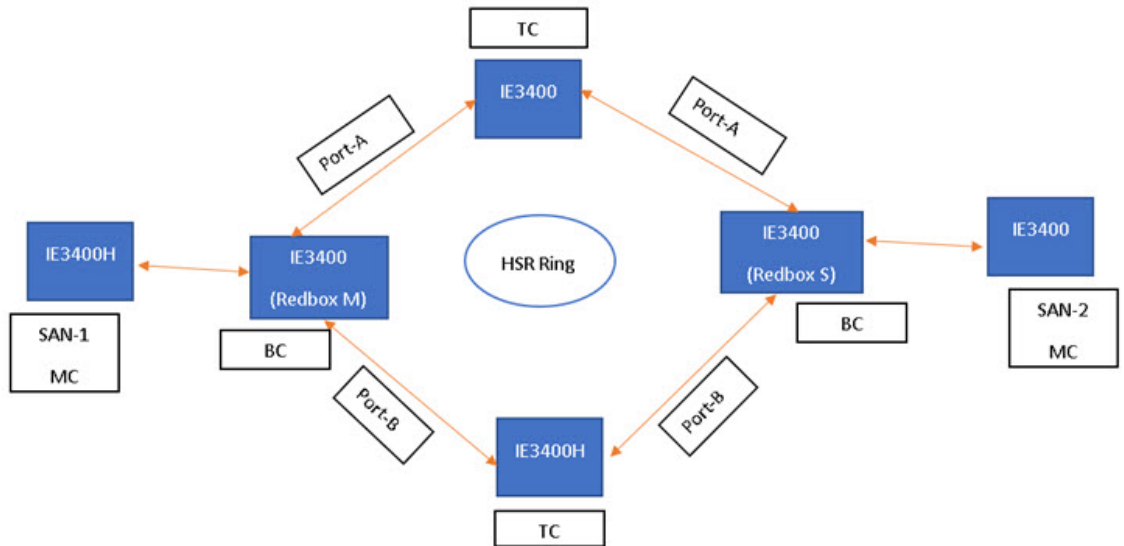 TC
IE3400
Port-A
Port-A
IE3400H
SAN-1
MC
IE3400
(Redbox M)
BC
HSR Ring
IE3400
(Redbox S)
BC
IE3400
SAN-2
MC
Port-B
Port-B
IE3400H
TC